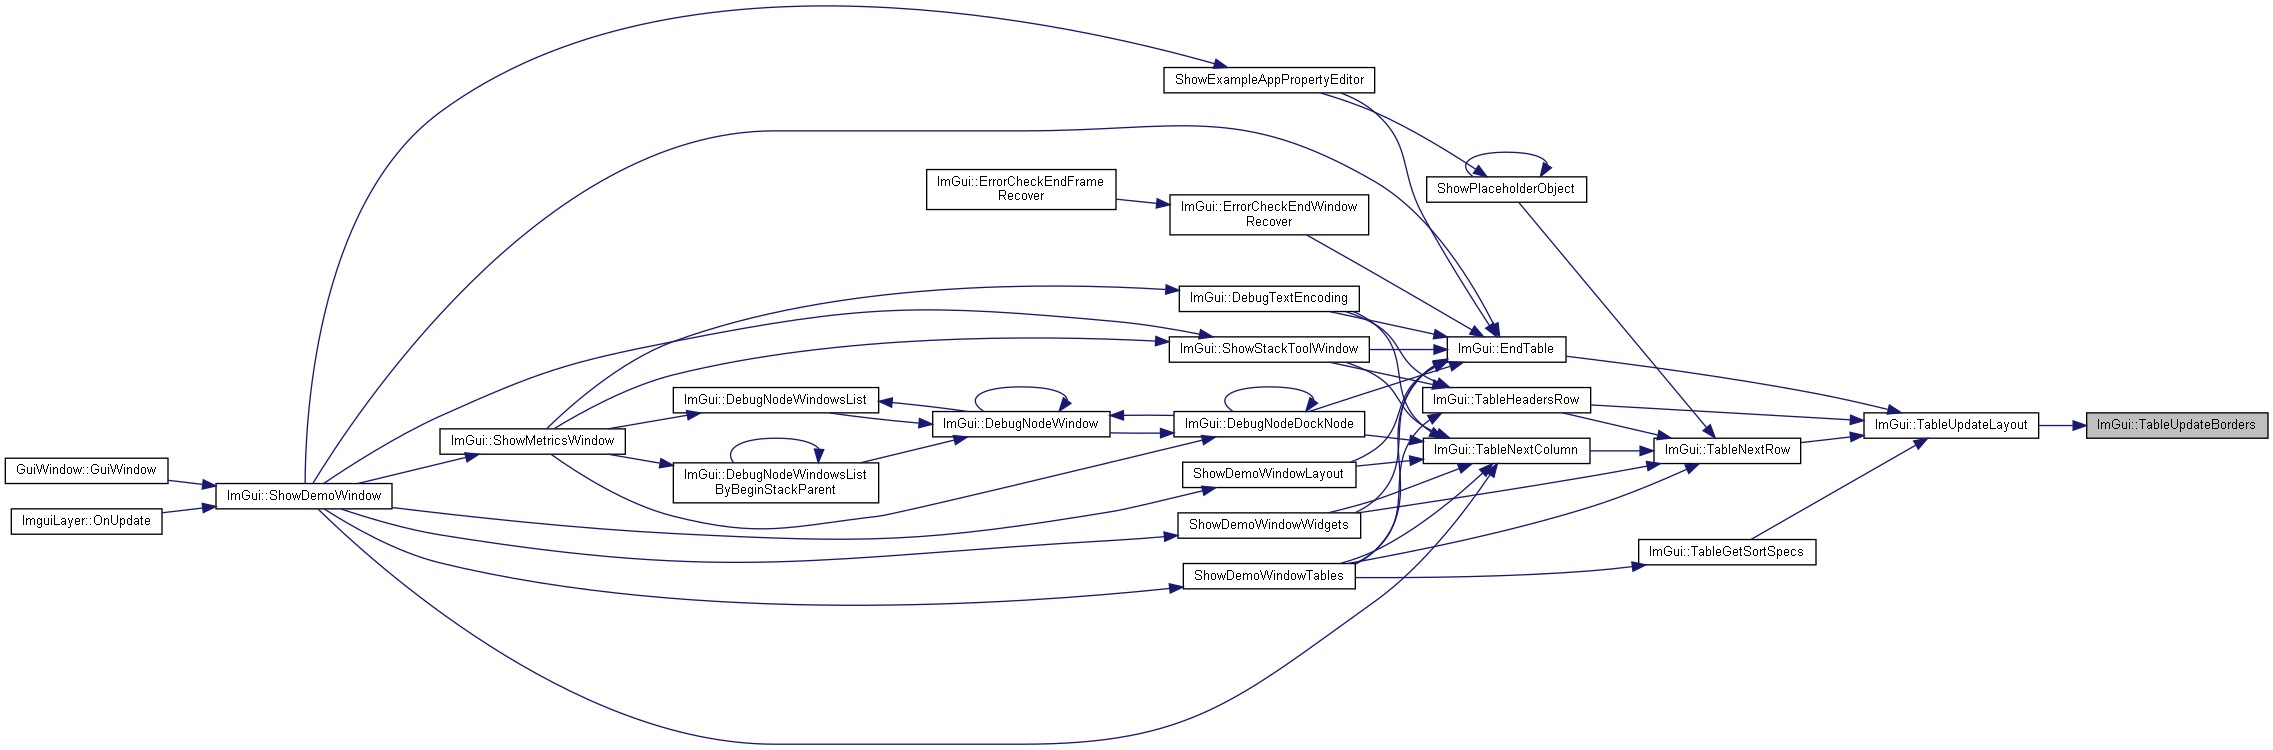 ShowExampleAppPropertyEditor
ImGui::ErrorCheckEndFrame
Recover
ShowPlaceholderObject
ImGui::ErrorCheckEndWindow
Recover
ImGui::DebugTextEncoding
ImGui::ShowStackToolWindow
ImGui::EndTable
ImGui::DebugNodeWindowsList
ImGui::TableHeadersRow
ImGui::DebugNodeWindow
ImGui::DebugNodeDockNode
ImGui::TableUpdateLayout
ImGui::TableUpdateBorders
ImGui::ShowMetricsWindow
ImGui::TableNextColumn
ImGui::TableNextRow
GuiWindow::GuiWindow
ImGui::DebugNodeWindowsList
ByBeginStackParent
ShowDemoWindowLayout
ImGui::ShowDemoWindow
ImguiLayer::OnUpdate
ShowDemoWindowWidgets
ImGui::TableGetSortSpecs
ShowDemoWindowTables